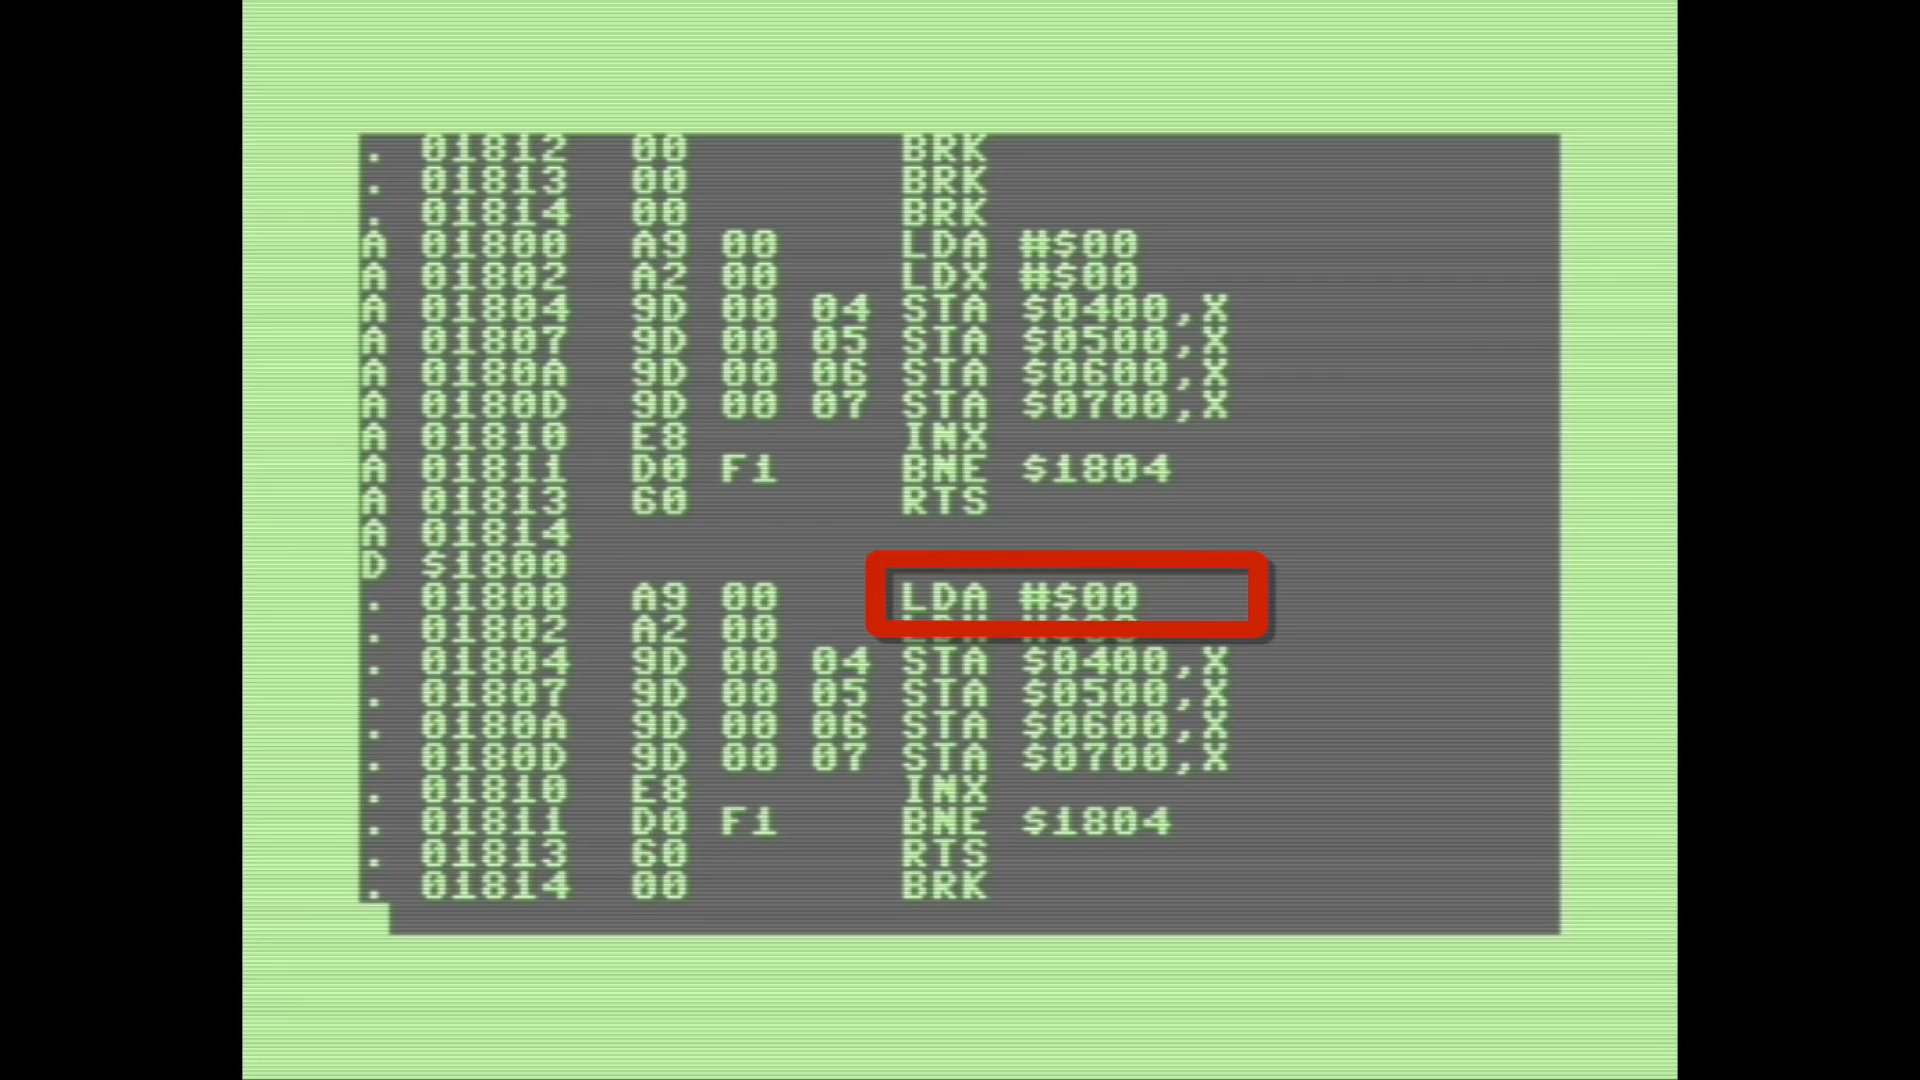 . 01812 00 BRK
. 01813 00 BRK
. 01814 00 BRK
A 01800 A9 00 LDA #$00
A 01802 A2 00 LDX #$00
A 01804 9D 00 04 STA $0400,X
A 01807 9D 00 05 STA $0500,X
A 0180A 9D 00 06 STA $0600,X
A 0180D 9D 00 07 STA $0700,X
A 01810 E8 INX
A 01811 D0 F1 BNE $1804
A 01813 60 RTS
A 01814
D $1800
. 01800 A9 00 LDA #$00
. 01802 A2 00
. 01804 9D 00 04 STA $0400,X
. 01807 9D 00 05 STA $0500,X
. 0180A 9D 00 06 STA $0600,X
. 0180D 9D 00 07 STA $0700,X
. 01810 E8 INX
. 01811 D0 F1 BNE $1804
. 01813 60 RTS
. 01814 00 BRK